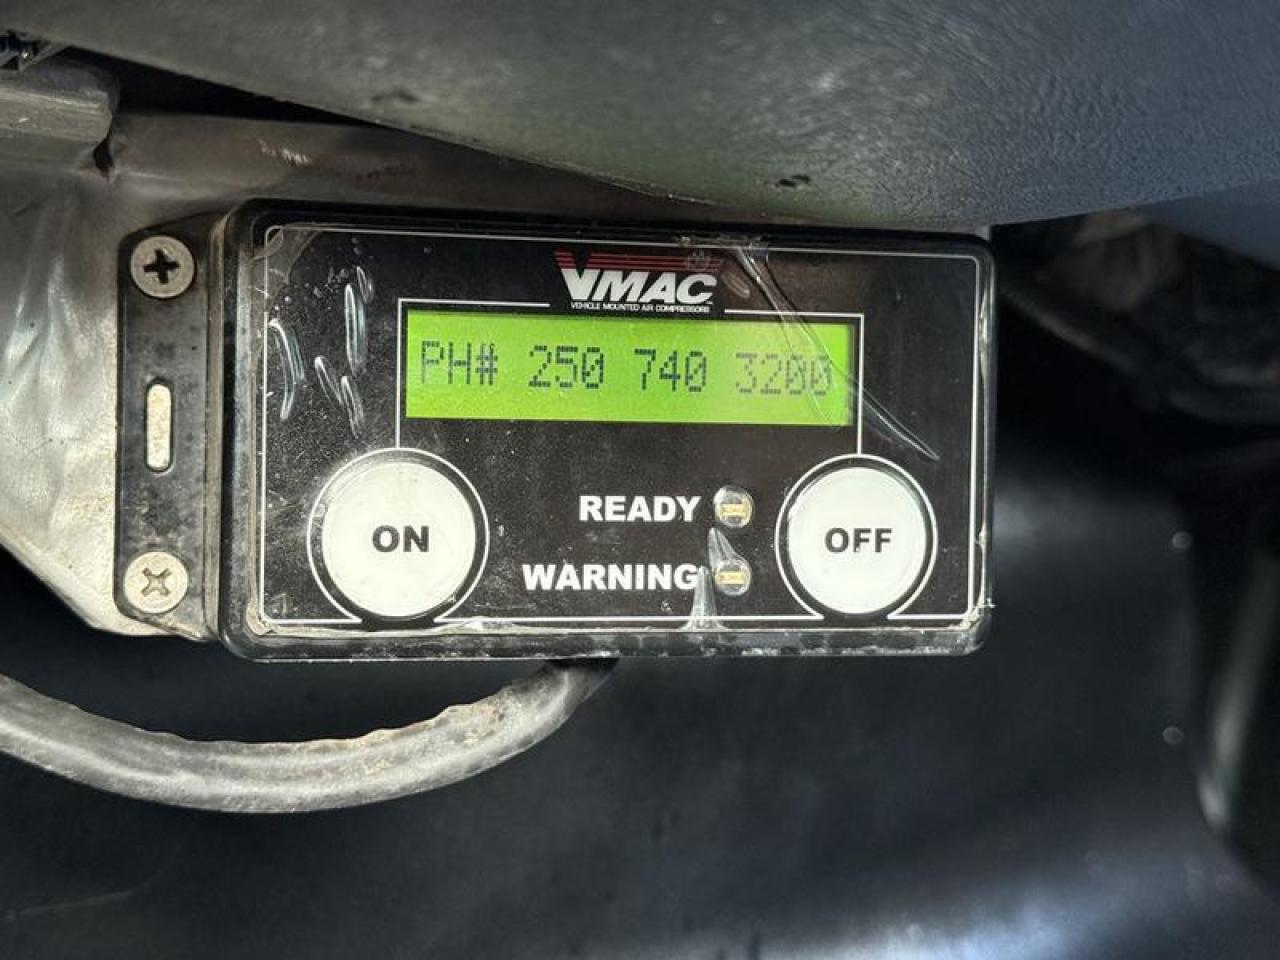 VMAC
VEHICLE MOUNTED AIR COMPRESSORS
PH# 250 740 3200
ON
READY
OFF
WARNING